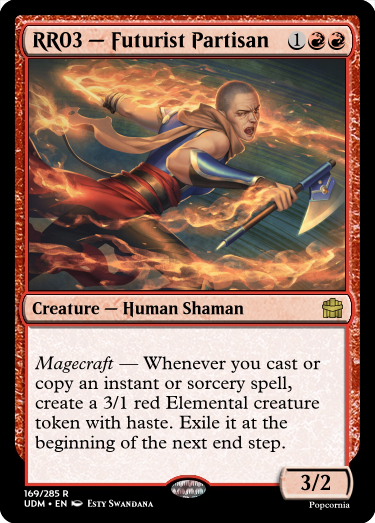 RR03 — Futurist Partisan 1
Creature — Human Shaman
Magecraft — Whenever you cast or
copy an instant or sorcery spell,
create a 3/1 red Elemental creature
token with haste. Exile it at the
beginning of the next end step.
3/2
169/285 R
UDM • EN Esty Swandana
Popcornia